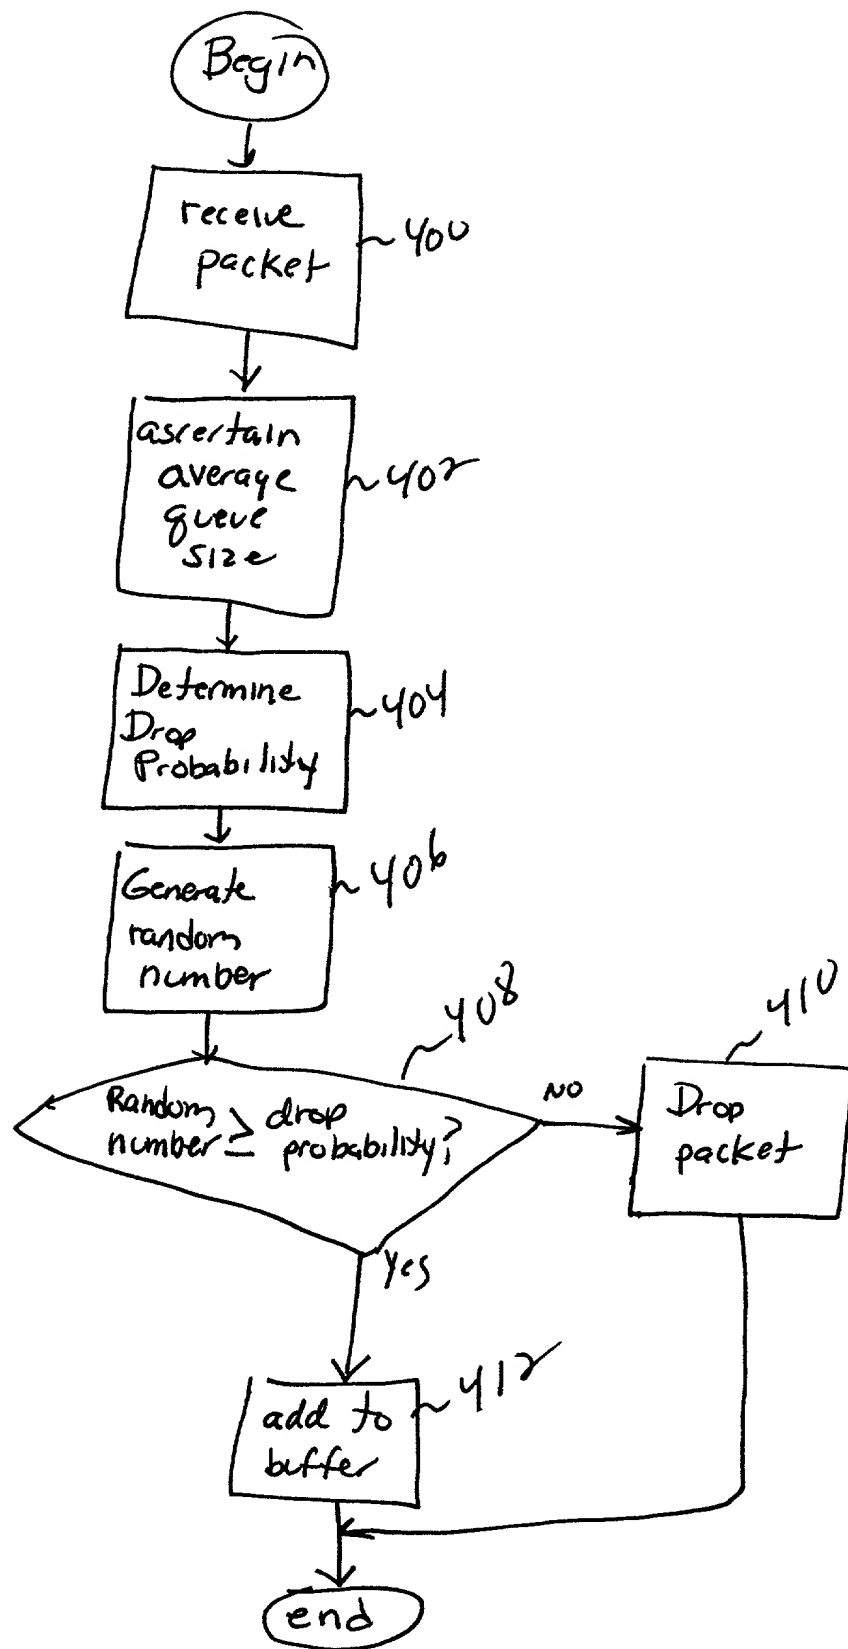 Begin
receive
packet
400
ascertain
average
queue
size
402
Determine
Drop
Probability
404
Generate
random
number
406
408
Random
number ≥ drop
probability?
NO
410
Drop
packet
Yes
412
add to
buffer
end